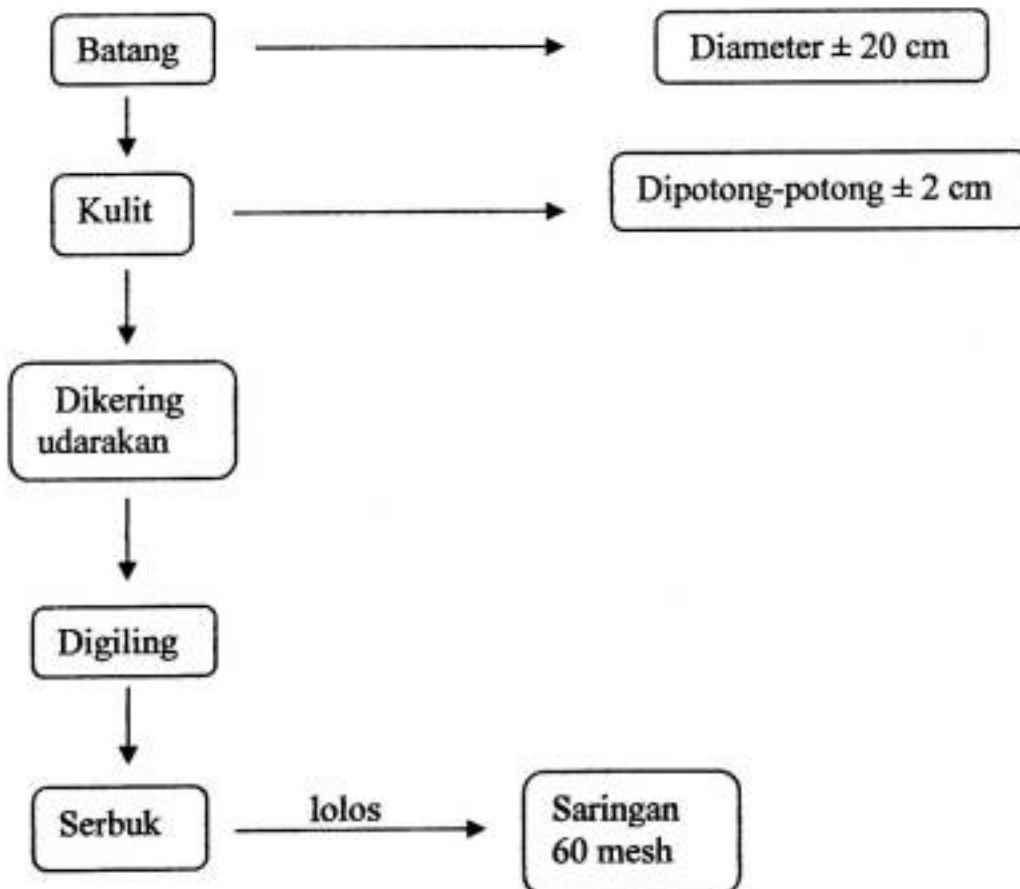 Batang
Diameter ± 20 cm
Kulit
Dipotong-potong ± 2 cm
Dikering
udarakan
Digiling
Serbuk
lolos
Saringan
60 mesh